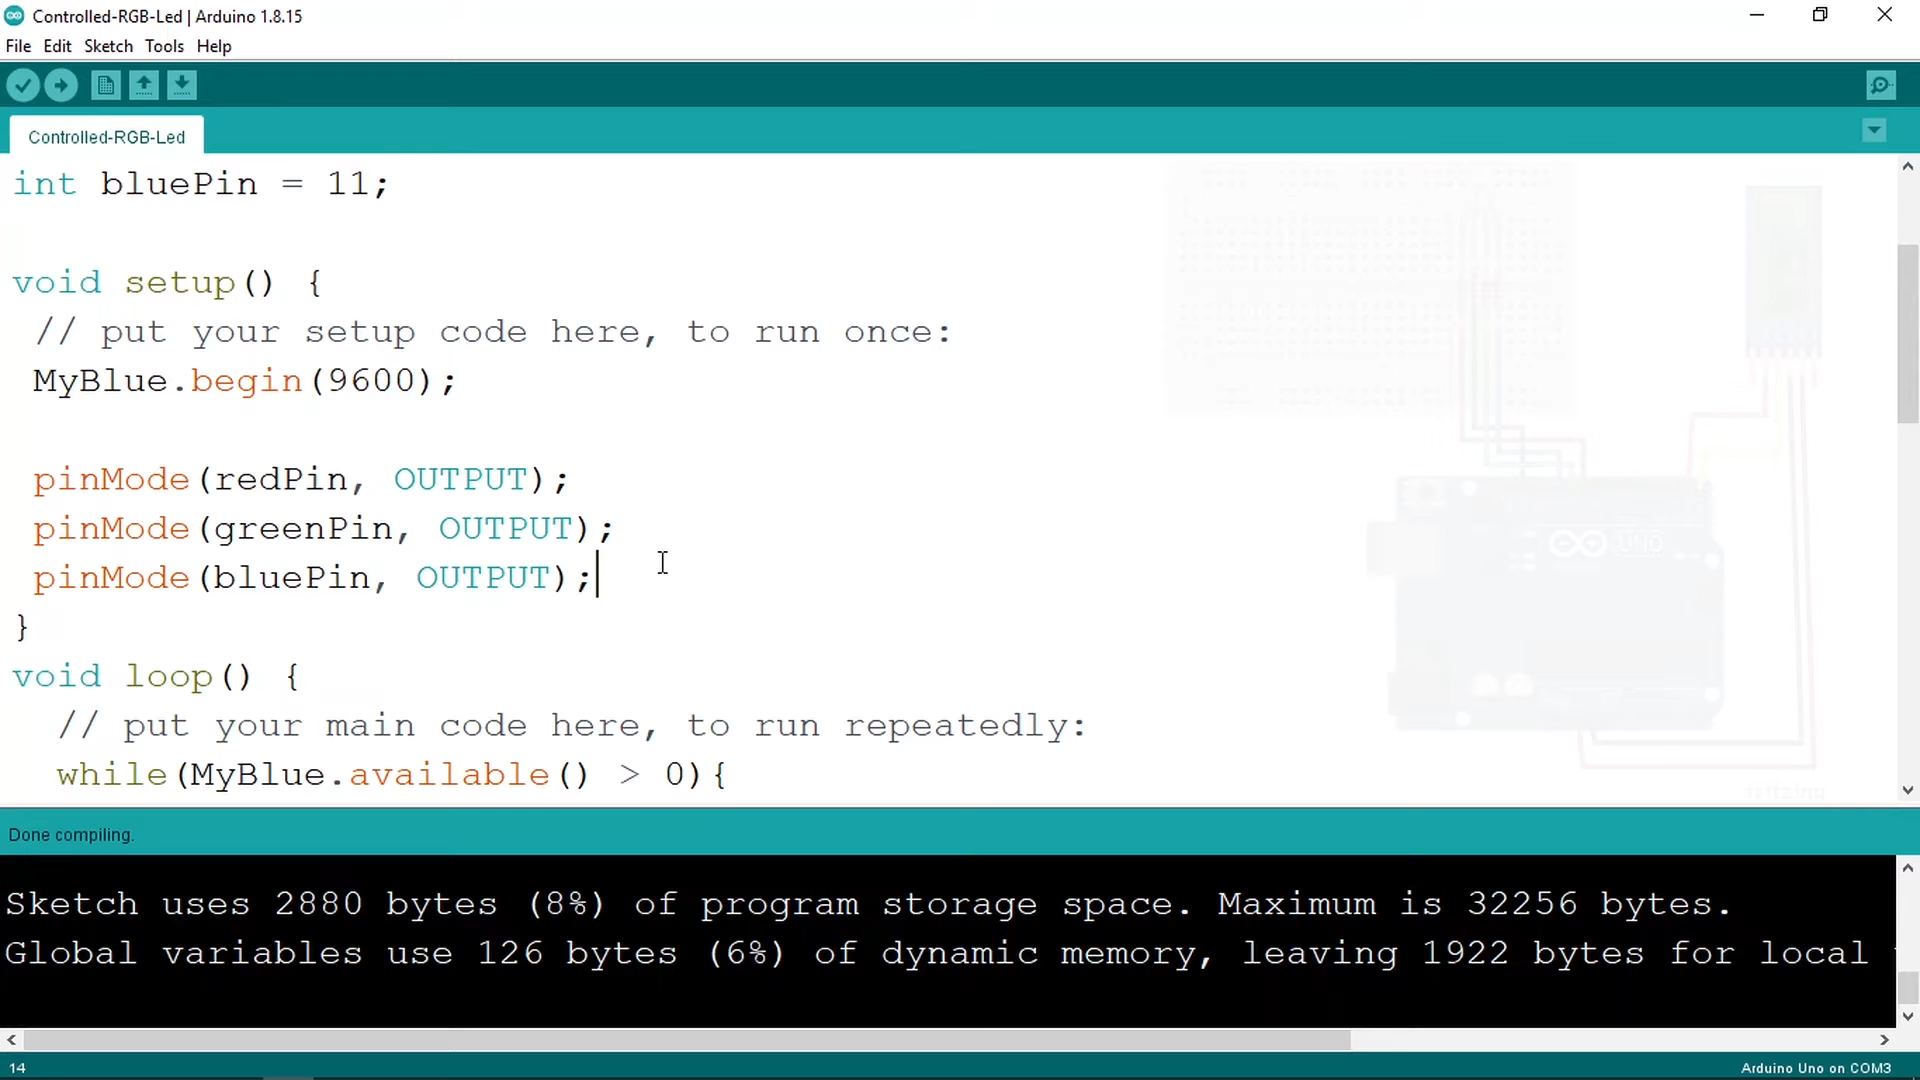 Controlled-RGB-Led | Arduino 1.8.15
File Edit Sketch Tools Help
Controlled-RGB-Led
int bluePin = 11;
void setup() {
// put your setup code here, to run once:
MyBlue.begin(9600);
pinMode(redPin, OUTPUT);
pinMode(greenPin, OUTPUT);
pinMode(bluePin, OUTPUT);
}
void loop() {
// put your main code here, to run repeatedly:
while(MyBlue.available() > 0){
UNO
fritzing
Done compiling.
Sketch uses 2880 bytes (8%) of program storage space. Maximum is 32256 bytes.
Global variables use 126 bytes (6%) of dynamic memory, leaving 1922 bytes for local
14
Arduino Uno on COM3